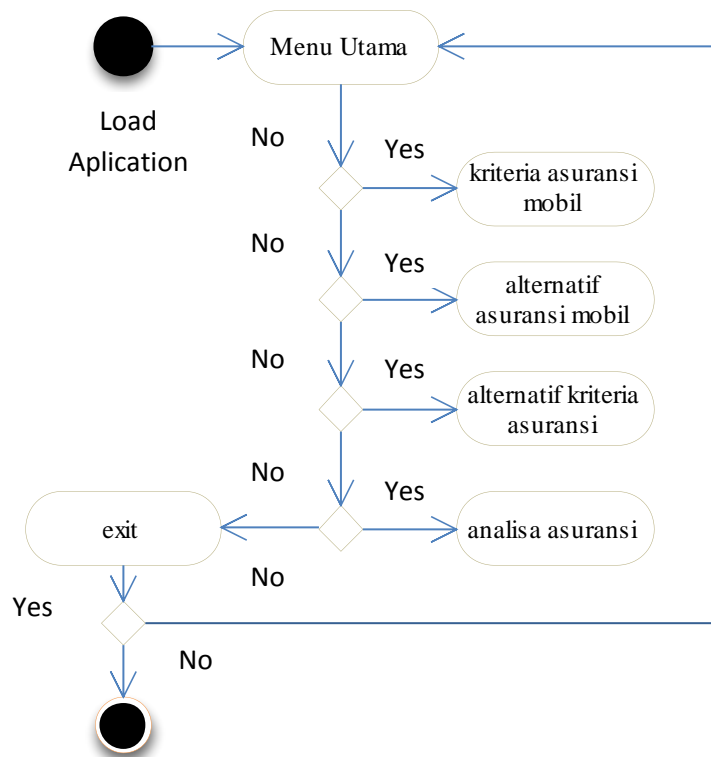 Menu Utama
Load
Aplication
No
Yes
kriteria asuransi
mobil
No
Yes
alternatif
asuransi mobil
No
Yes
alternatif kriteria
asuransi
No
Yes
exit
analisa asuransi
No
Yes
No